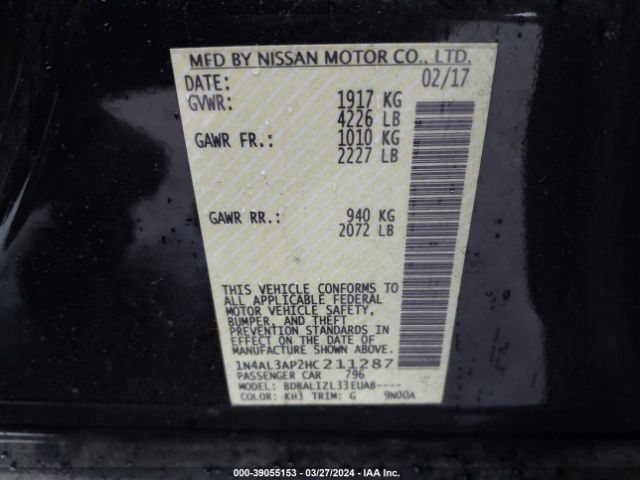 MFD BY NISSAN MOTOR CO., LTD.
DATE: 02/17
GVWR: 1917 KG
4226 LB
GAWR FR.: 1010 KG
2227 LB
GAWR RR.: 940 KG
2072 LB
THIS VEHICLE CONFORMS TO
ALL APPLICABLE FEDERAL
MOTOR VEHICLE SAFETY,
BUMPER, AND THEFT
PREVENTION STANDARDS IN
EFFECT ON THE DATE OF
MANUFACTURE SHOWN ABOVE.
1N4AL3AP2HC211287
PASSENGER CAR 796
MODEL: BDBALIZL33EUAB----
COLOR: KH3 TRIM: G 9N00A
000-39055153 — 03/27/2024 — IAA Inc.